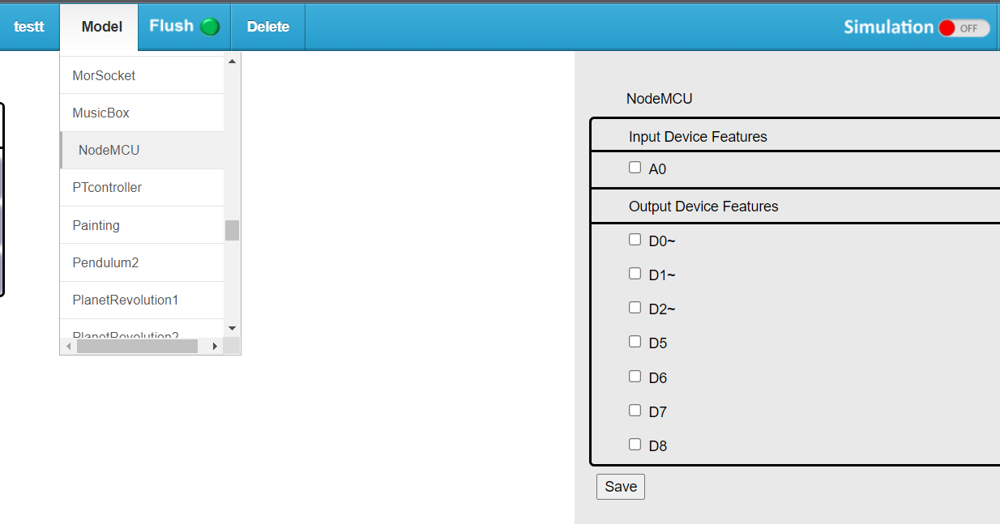 testt Model Flush Delete Simulation OFF
MorSocket
MusicBox
NodeMCU
PTcontroller
Painting
Pendulum2
PlanetRevolution1
PlanetRevolution2
NodeMCU
Input Device Features
A0
Output Device Features
D0~
D1~
D2~
D5
D6
D7
D8
Save